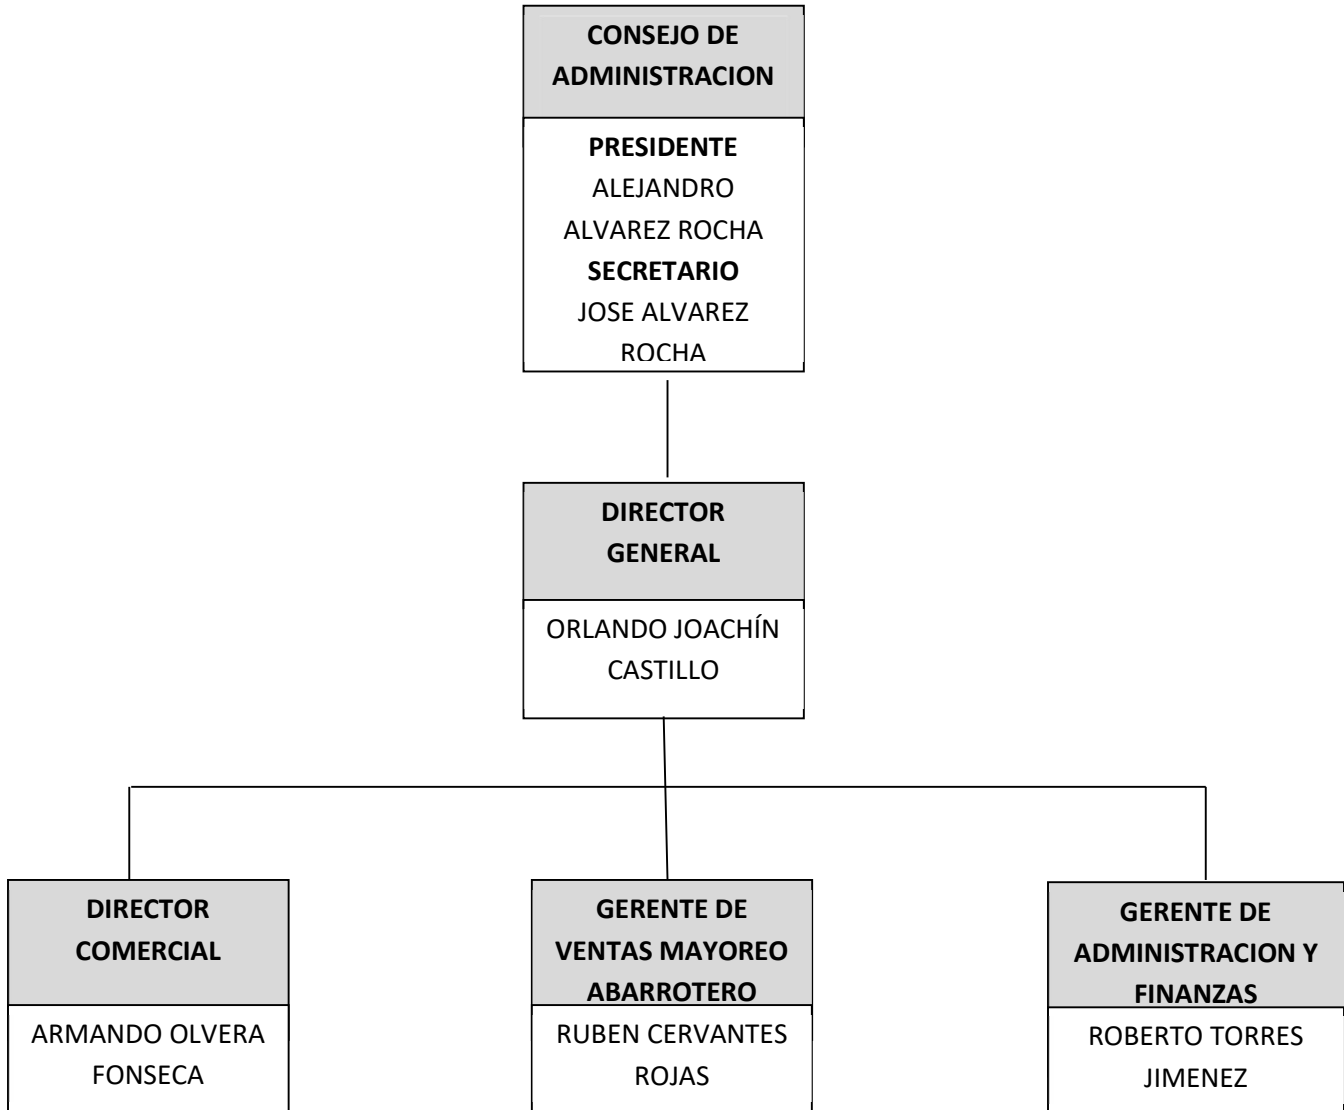 CONSEJO DE
ADMINISTRACION
PRESIDENTE
ALEJANDRO
ALVAREZ ROCHA
SECRETARIO
JOSE ALVAREZ
ROCHA
DIRECTOR
GENERAL
ORLANDO JOACHÍN
CASTILLO
DIRECTOR
COMERCIAL
ARMANDO OLVERA
FONSECA
GERENTE DE
VENTAS MAYOREO
ABARROTERO
RUBEN CERVANTES
ROJAS
GERENTE DE
ADMINISTRACION Y
FINANZAS
ROBERTO TORRES
JIMENEZ